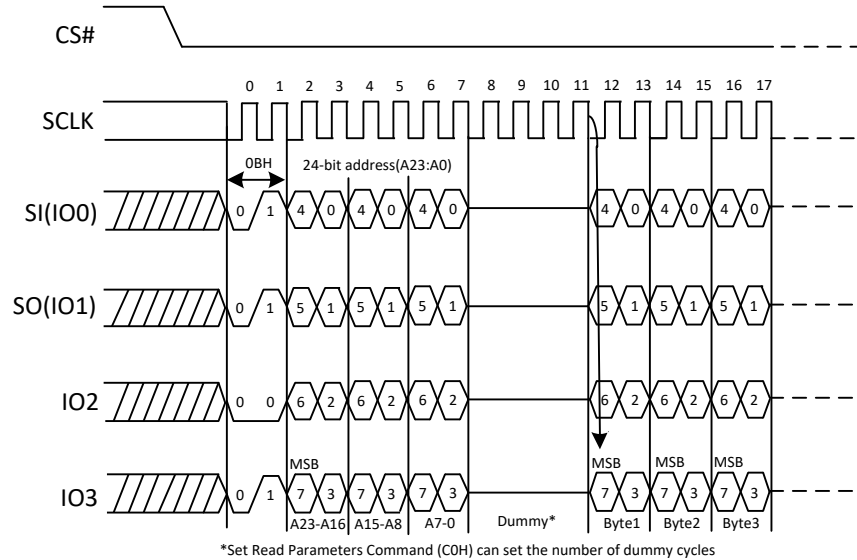 CS#
0 1 2 3 4 5 6 7 8 9 10 11 12 13 14 15 16 17
SCLK
0BH 24-bit address(A23:A0)
SI(IO0) 0 1 4 0 4 0 4 0 4 0 4 0 4 0
SO(IO1) 0 1 5 1 5 1 5 1 5 1 5 1 5 1
IO2 0 0 6 2 6 2 6 2 6 2 6 2 6 2
MSB MSB MSB MSB
IO3 0 1 7 3 7 3 7 3 7 3 7 3 7 3
A23-A16 A15-A8 A7-0 Dummy* Byte1 Byte2 Byte3
*Set Read Parameters Command (C0H) can set the number of dummy cycles